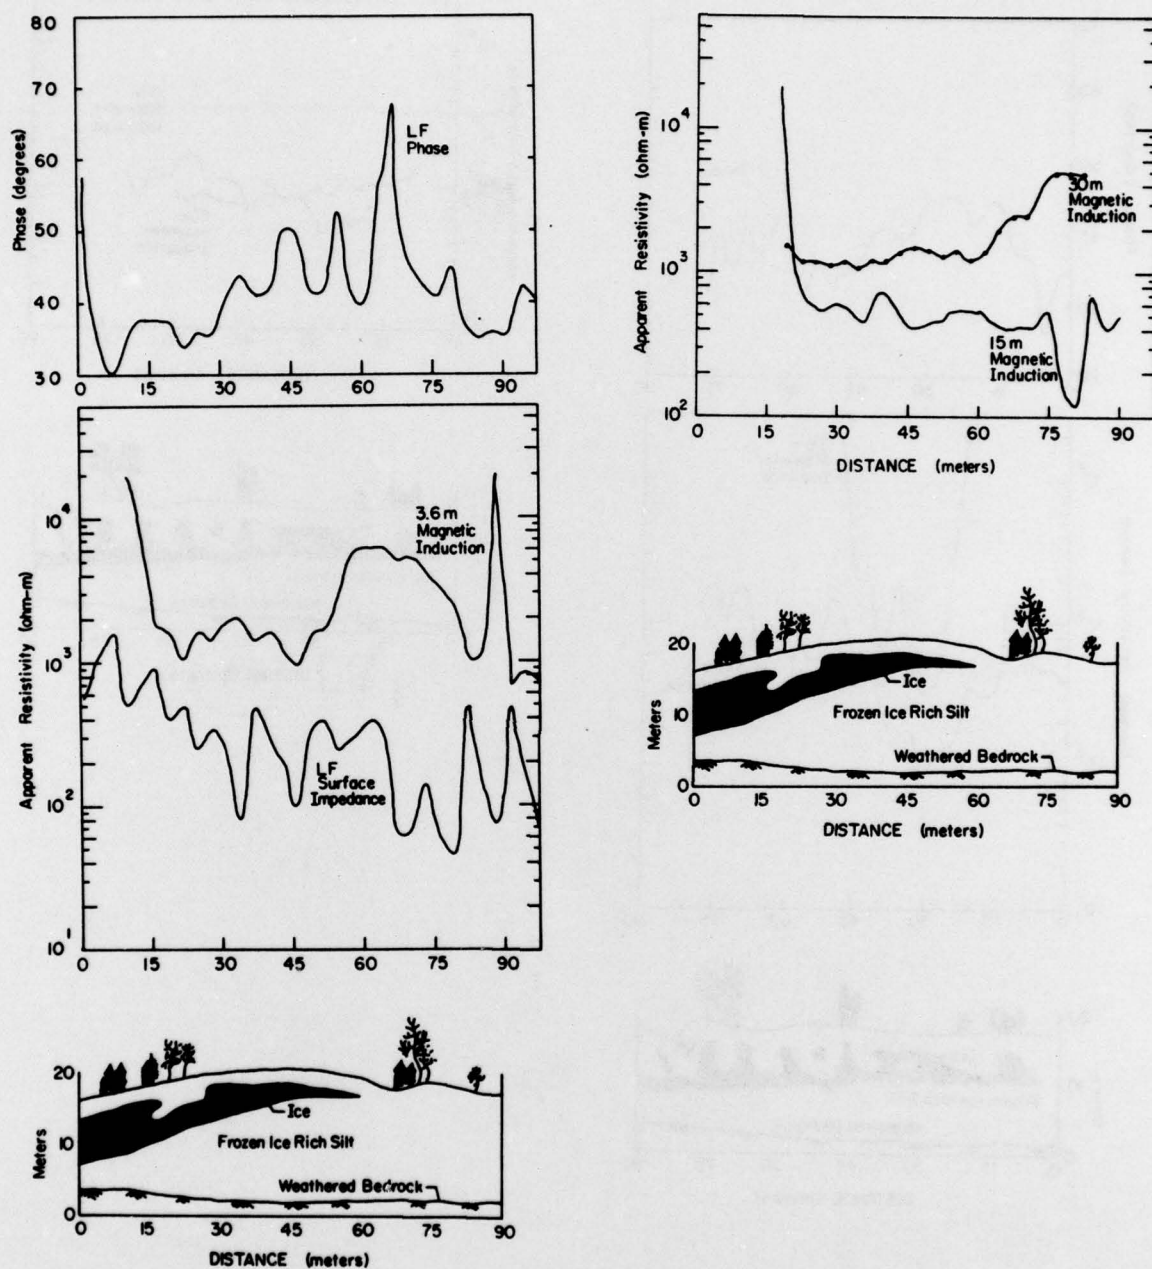 80
70
60
50
40
30
Phase (degrees)
LF
Phase
0 15 30 45 60 75 90
10⁴
10³
10²
10¹
Apparent Resistivity (ohm-m)
3.6 m
Magnetic
Induction
LF
Surface
Impedance
0 15 30 45 60 75 90
20
10
0
Meters
Ice
Frozen Ice Rich Silt
Weathered Bedrock
0 15 30 45 60 75 90
DISTANCE (meters)
10⁴
10³
10²
Apparent Resistivity (ohm-m)
30 m
Magnetic
Induction
15 m
Magnetic
Induction
0 15 30 45 60 75 90
DISTANCE (meters)
20
10
0
Meters
Ice
Frozen Ice Rich Silt
Weathered Bedrock
0 15 30 45 60 75 90
DISTANCE (meters)